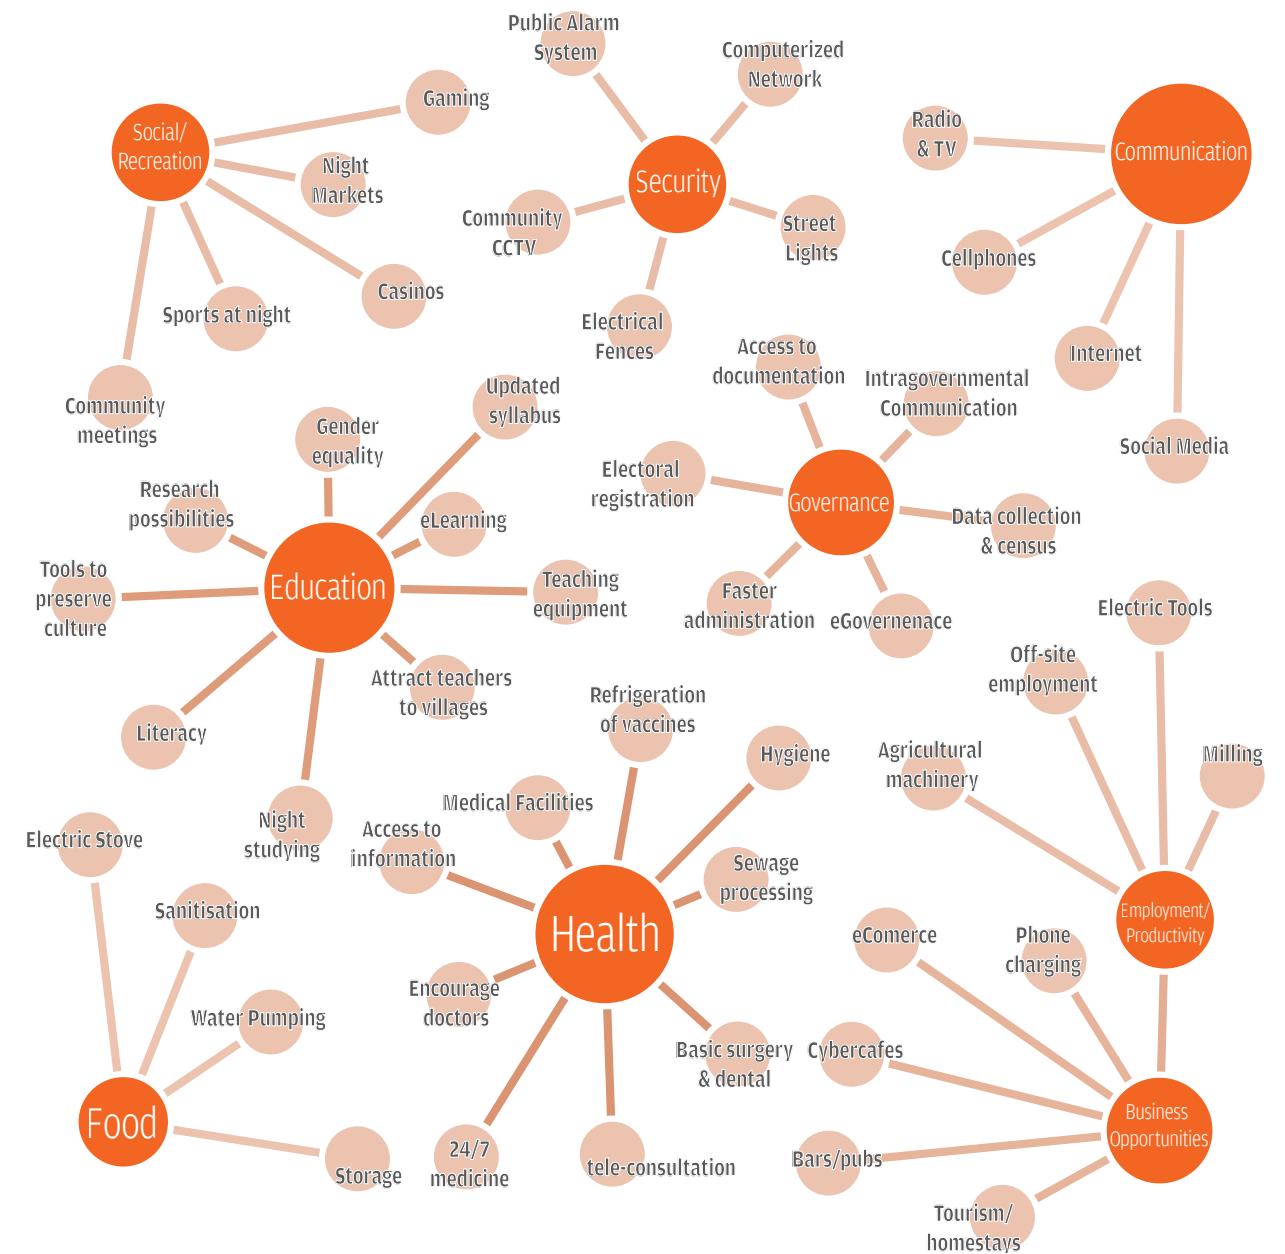 Social/
Recreation
Gaming
Night
Markets
Casinos
Sports at night
Community
meetings
Public Alarm
System
Computerized
Network
Security
Community
CCTV
Street
Lights
Electrical
Fences
Communication
Radio
& TV
Cellphones
Internet
Social Media
Education
Updated
syllabus
Gender
equality
Research
possibilities
eLearning
Tools to
preserve
culture
Teaching
equipment
Attract teachers
to villages
Literacy
Night
studying
Governance
Access to
documentation
Intragovernmental
Communication
Electoral
registration
Data collection
& census
Faster
administration
eGovernenace
Health
Refrigeration
of vaccines
Hygiene
Medical Facilities
Access to
information
Sewage
processing
Encourage
doctors
Basic surgery
& dental
24/7
medicine
tele-consultation
Food
Electric Stove
Sanitisation
Water Pumping
Storage
Employment/
Productivity
Electric Tools
Off-site
employment
Agricultural
machinery
Milling
Business
Opportunities
eComerce
Phone
charging
Cybercafes
Bars/pubs
Tourism/
homestays